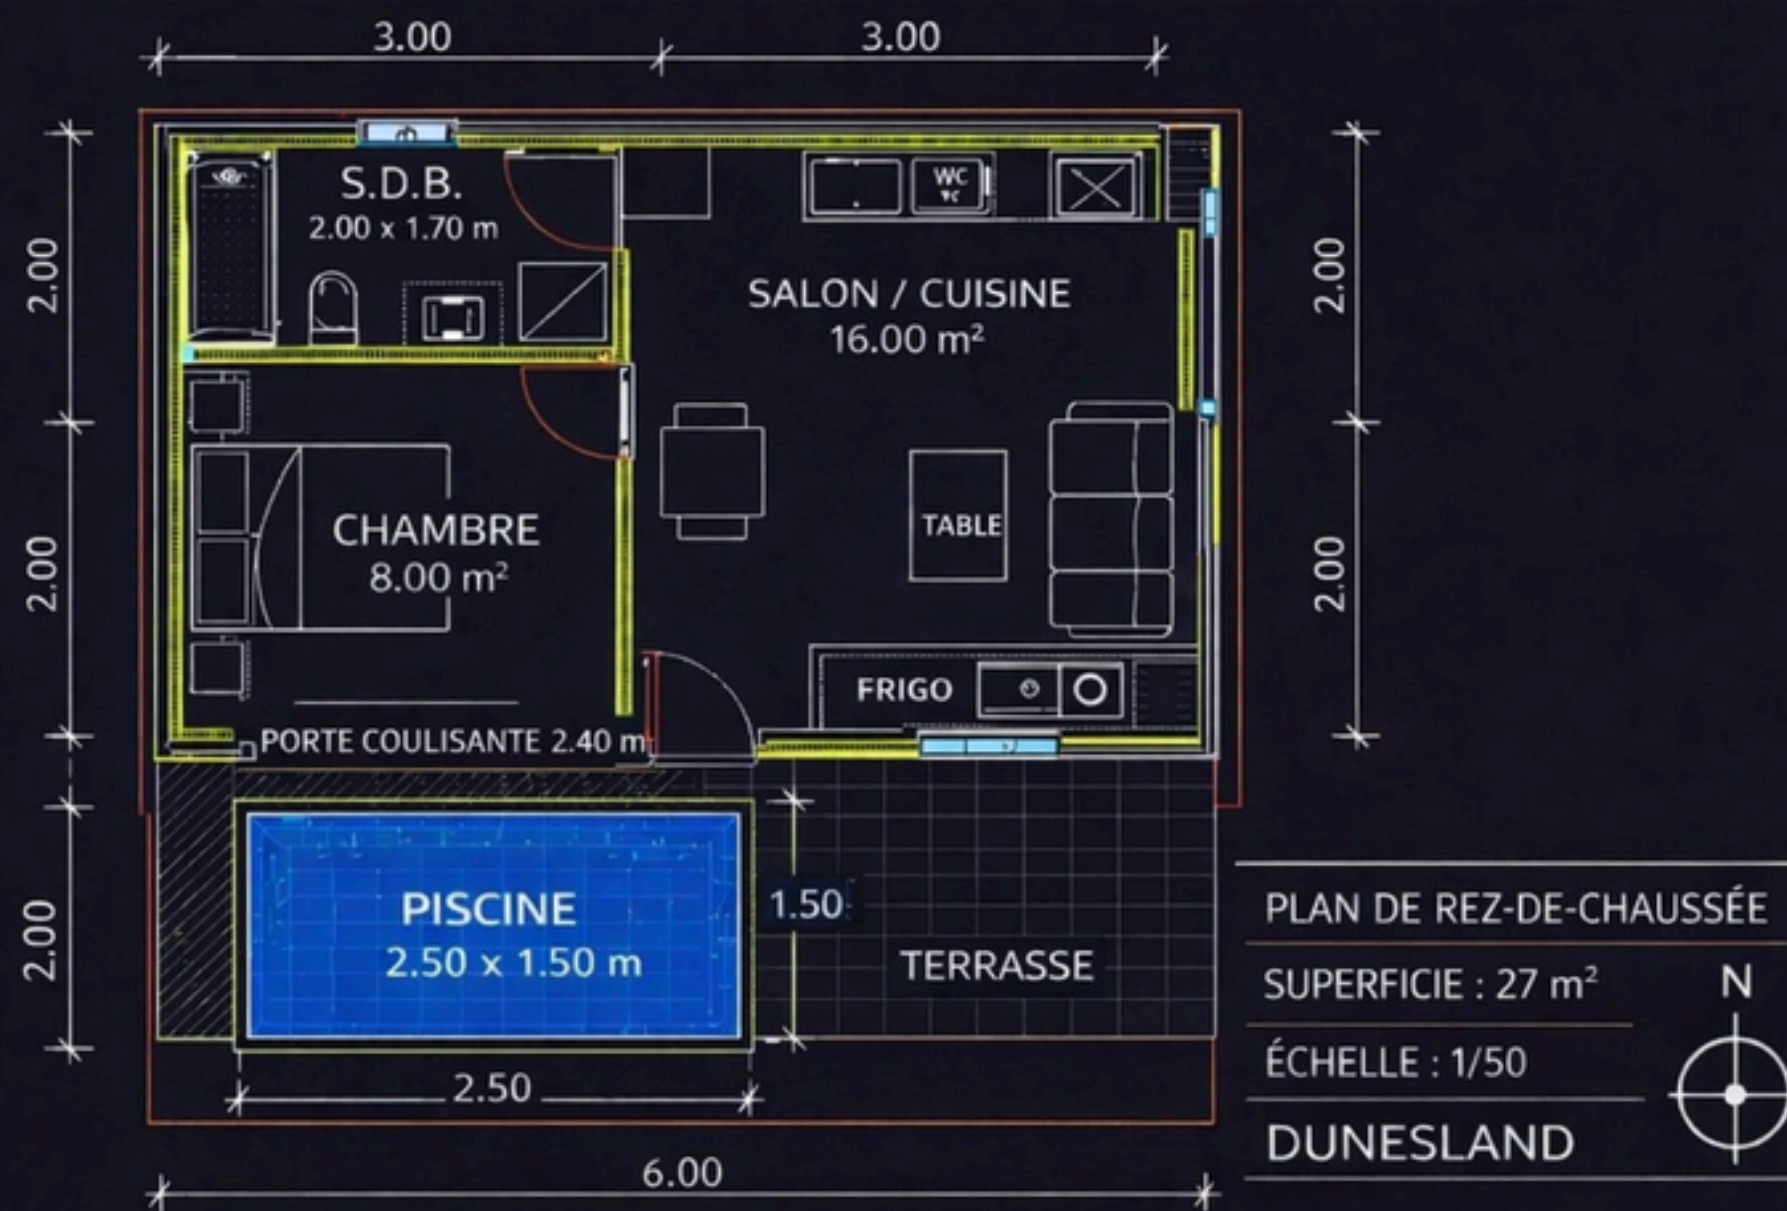 3.00
3.00
S.D.B.
2.00 x 1.70 m
WC
2.00
2.00
SALON / CUISINE
16.00 m²
CHAMBRE
8.00 m²
TABLE
2.00
2.00
FRIGO
PORTE COULISANTE 2.40 m
PISCINE
2.50 x 1.50 m
1.50
TERRASSE
2.00
2.50
6.00
PLAN DE REZ-DE-CHAUSSÉE
SUPERFICIE : 27 m²
N
ÉCHELLE : 1/50
DUNESLAND